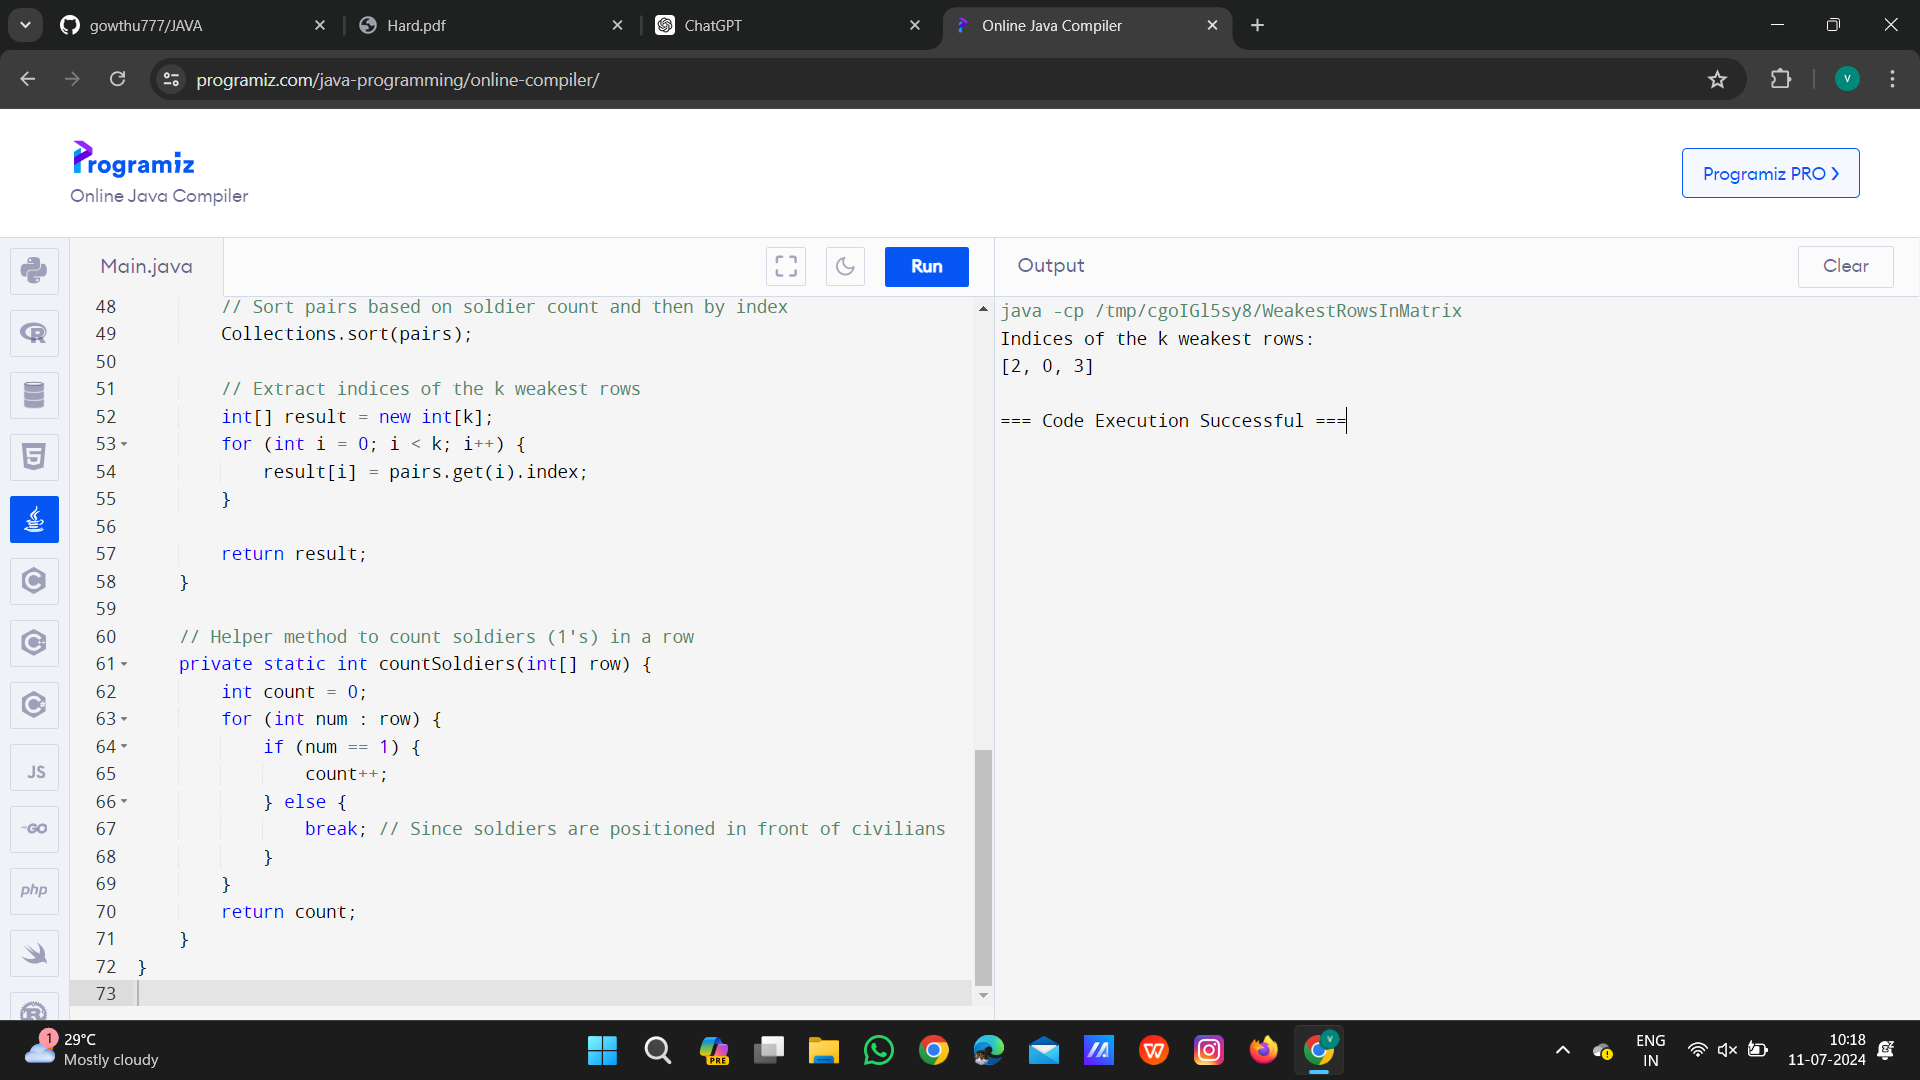 gowthu777/JAVA
Hard.pdf
ChatGPT
Online Java Compiler
programiz.com/java-programming/online-compiler/
V
Programiz
Online Java Compiler
Programiz PRO
Main.java
Run
Output
Clear
48 // Sort pairs based on soldier count and then by index
49 Collections.sort(pairs);
50
51 // Extract indices of the k weakest rows
52 int[] result = new int[k];
53 for (int i = 0; i < k; i++) {
54 result[i] = pairs.get(i).index;
55 }
56
57 return result;
58 }
59
60 // Helper method to count soldiers (1's) in a row
61 private static int countSoldiers(int[] row) {
62 int count = 0;
63 for (int num : row) {
64 if (num == 1) {
65 count++;
66 } else {
67 break; // Since soldiers are positioned in front of civilians
68 }
69 }
70 return count;
71 }
72 }
73
java -cp /tmp/cgoIGl5sy8/WeakestRowsInMatrix
Indices of the k weakest rows:
[2, 0, 3]
=== Code Execution Successful ===
JS
GO
php
1
29°C
Mostly cloudy
PRE
ENG
IN
10:18
11-07-2024